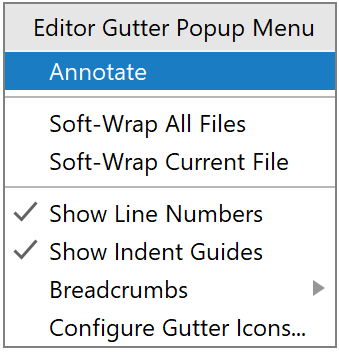 Editor Gutter Popup Menu
Annotate
Soft-Wrap All Files
Soft-Wrap Current File
Show Line Numbers
Show Indent Guides
Breadcrumbs
Configure Gutter Icons...